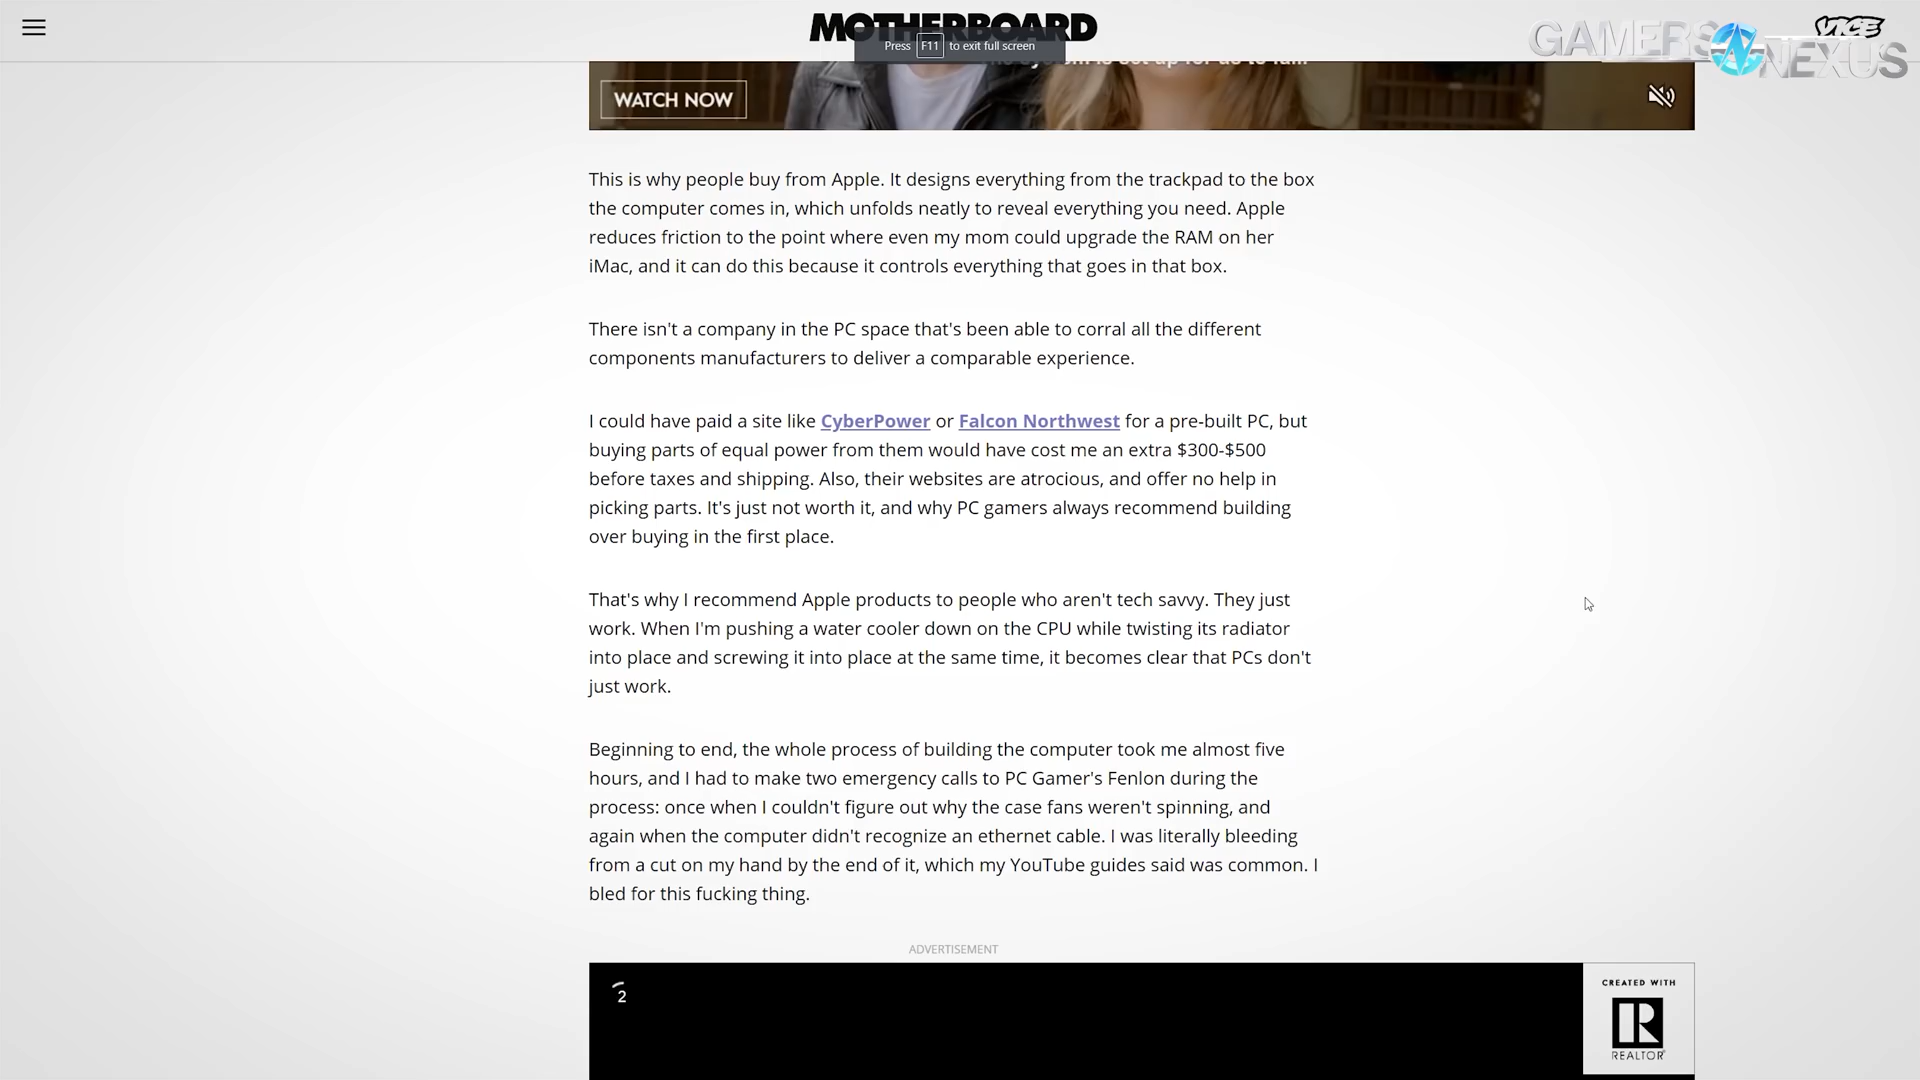 MOTHERBOARD
Press F11 to exit full screen
VICE
GAMERS NEXUS
WATCH NOW
This is why people buy from Apple. It designs everything from the trackpad to the box
the computer comes in, which unfolds neatly to reveal everything you need. Apple
reduces friction to the point where even my mom could upgrade the RAM on her
iMac, and it can do this because it controls everything that goes in that box.
There isn't a company in the PC space that's been able to corral all the different
components manufacturers to deliver a comparable experience.
I could have paid a site like CyberPower or Falcon Northwest for a pre-built PC, but
buying parts of equal power from them would have cost me an extra $300-$500
before taxes and shipping. Also, their websites are atrocious, and offer no help in
picking parts. It's just not worth it, and why PC gamers always recommend building
over buying in the first place.
That's why I recommend Apple products to people who aren't tech savvy. They just
work. When I'm pushing a water cooler down on the CPU while twisting its radiator
into place and screwing it into place at the same time, it becomes clear that PCs don't
just work.
Beginning to end, the whole process of building the computer took me almost five
hours, and I had to make two emergency calls to PC Gamer's Fenlon during the
process: once when I couldn't figure out why the case fans weren't spinning, and
again when the computer didn't recognize an ethernet cable. I was literally bleeding
from a cut on my hand by the end of it, which my YouTube guides said was common. I
bled for this fucking thing.
ADVERTISEMENT
2
CREATED WITH
REALTOR